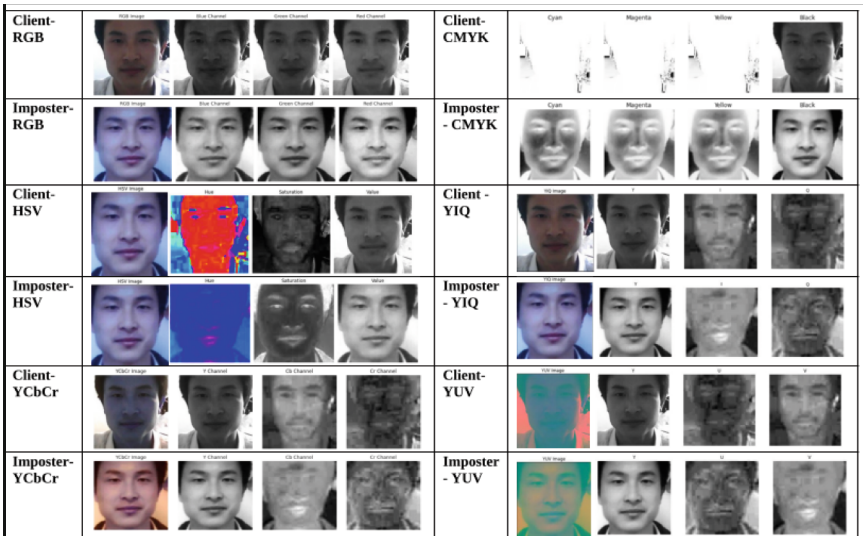 Client-
RGB
RGB Image Blue Channel Green Channel Red Channel
Client-
CMYK
Cyan Magenta Yellow Black
Imposter-
RGB
RGB Image Blue Channel Green Channel Red Channel
Imposter
- CMYK
Cyan Magenta Yellow Black
Client-
HSV
HSV Image Hue Saturation Value
Client -
YIQ
YIQ Image Y I Q
Imposter-
HSV
HSV Image Hue Saturation Value
Imposter
- YIQ
YIQ Image Y I Q
Client-
YCbCr
YCbCr Image Y Channel Cb Channel Cr Channel
Client-
YUV
YUV Image Y U V
Imposter-
YCbCr
YCbCr Image Y Channel Cb Channel Cr Channel
Imposter
- YUV
YUV Image Y U V